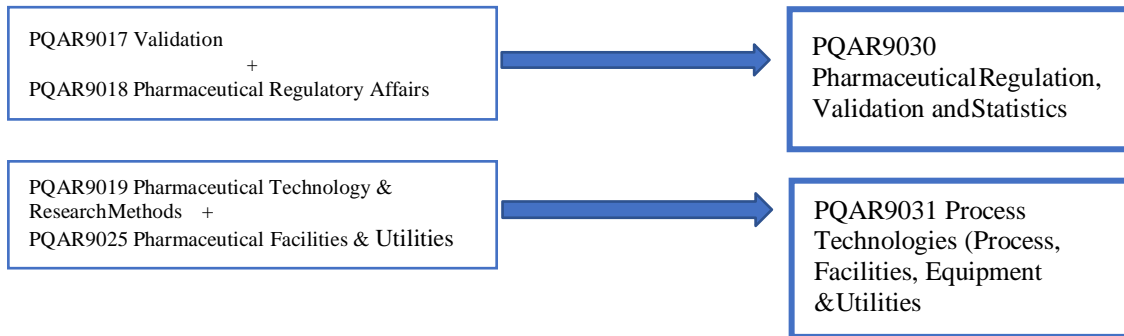 PQAR9017 Validation
+
PQAR9018 Pharmaceutical Regulatory Affairs
PQAR9030
PharmaceuticalRegulation,
Validation andStatistics
PQAR9019 Pharmaceutical Technology &
ResearchMethods +
PQAR9025 Pharmaceutical Facilities & Utilities
PQAR9031 Process
Technologies (Process,
Facilities, Equipment
&Utilities